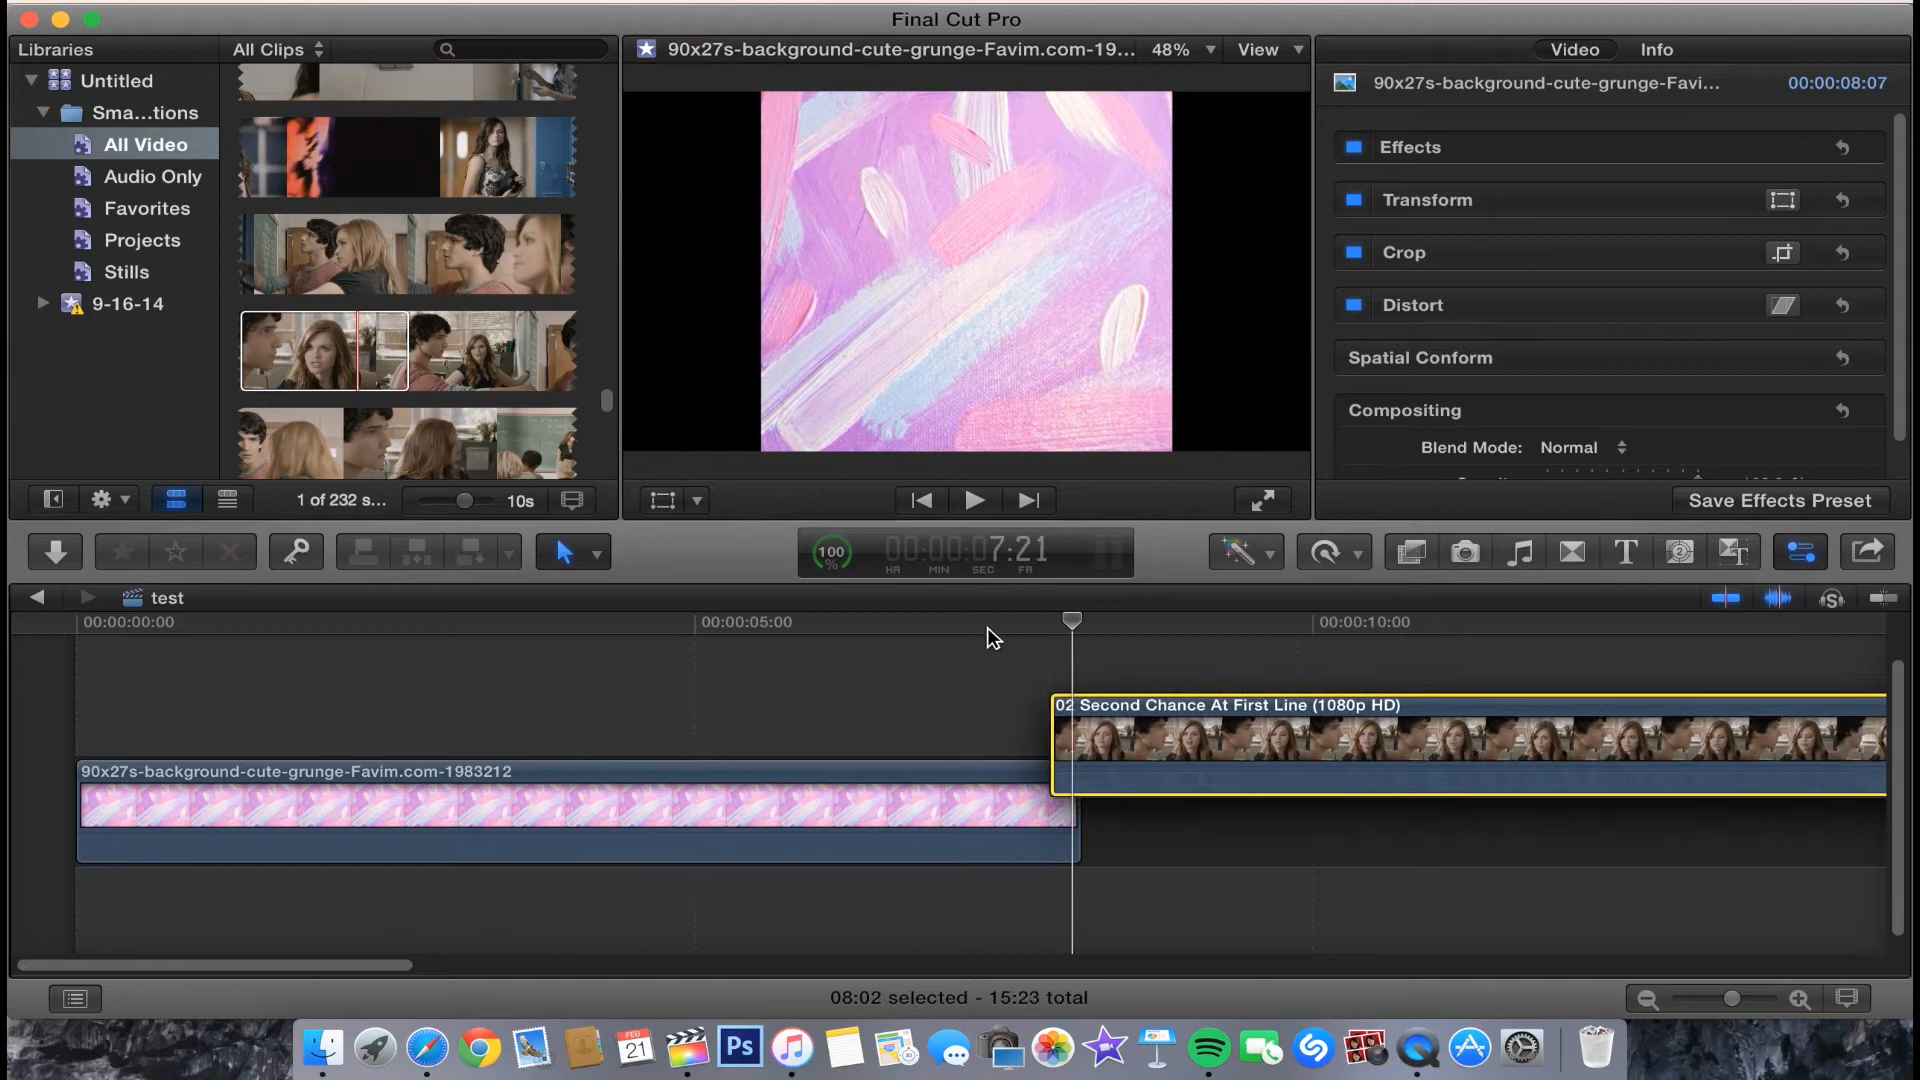 Final Cut Pro
Libraries
All Clips
90x27s-background-cute-grunge-Favim.com-19...
48%
View
Video
Info
Untitled
Sma...tions
All Video
Audio Only
Favorites
Projects
Stills
9-16-14
90x27s-background-cute-grunge-Favi...
00:00:08:07
Effects
Transform
Crop
Distort
Spatial Conform
Compositing
Blend Mode: Normal
1 of 232 s...
10s
Save Effects Preset
100
%
00:00:07:21
HR MIN SEC FR
test
00:00:00:00
00:00:05:00
00:00:10:00
02 Second Chance At First Line (1080p HD)
90x27s-background-cute-grunge-Favim.com-1983212
08:02 selected - 15:23 total
FEB
21
Ps